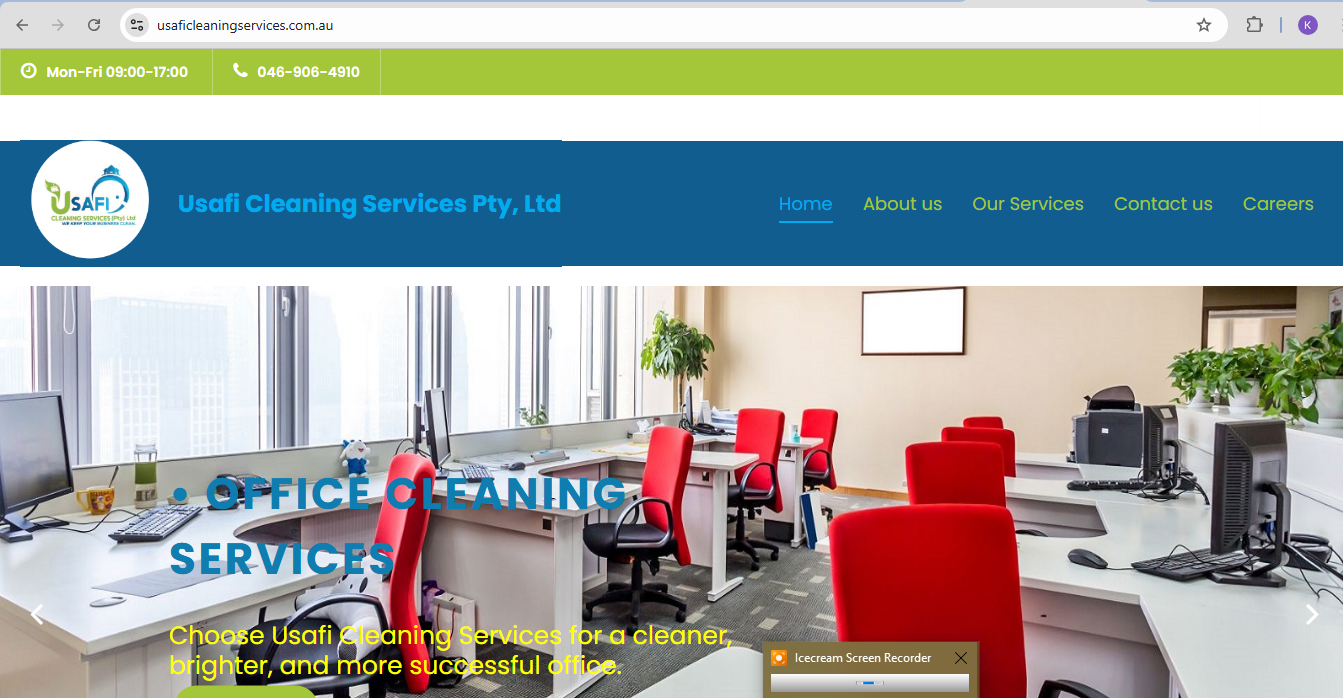 usaficleaningservices.com.au
K
Mon-Fri 09:00-17:00
046-906-4910
USAFI
CLEANING SERVICES (Pty) Ltd
WE KEEP YOUR BUSINESS CLEAN.
Usafi Cleaning Services Pty, Ltd
Home
About us
Our Services
Contact us
Careers
• OFFICE CLEANING
SERVICES
Choose Usafi Cleaning Services for a cleaner,
brighter, and more successful office.
Icecream Screen Recorder